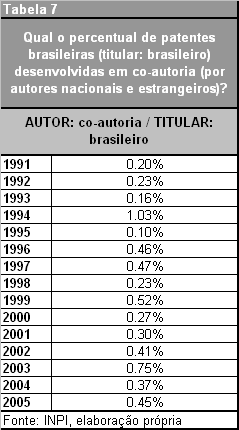 Tabela 7
Qual o percentual de patentes
brasileiras (titular: brasileiro)
desenvolvidas em co-autoria (por
autores nacionais e estrangeiros)?
AUTOR: co-autoria / TITULAR:
brasileiro
1991 0.20%
1992 0.23%
1993 0.16%
1994 1.03%
1995 0.10%
1996 0.46%
1997 0.47%
1998 0.23%
1999 0.52%
2000 0.27%
2001 0.30%
2002 0.41%
2003 0.75%
2004 0.37%
2005 0.45%
Fonte: INPI, elaboração própria